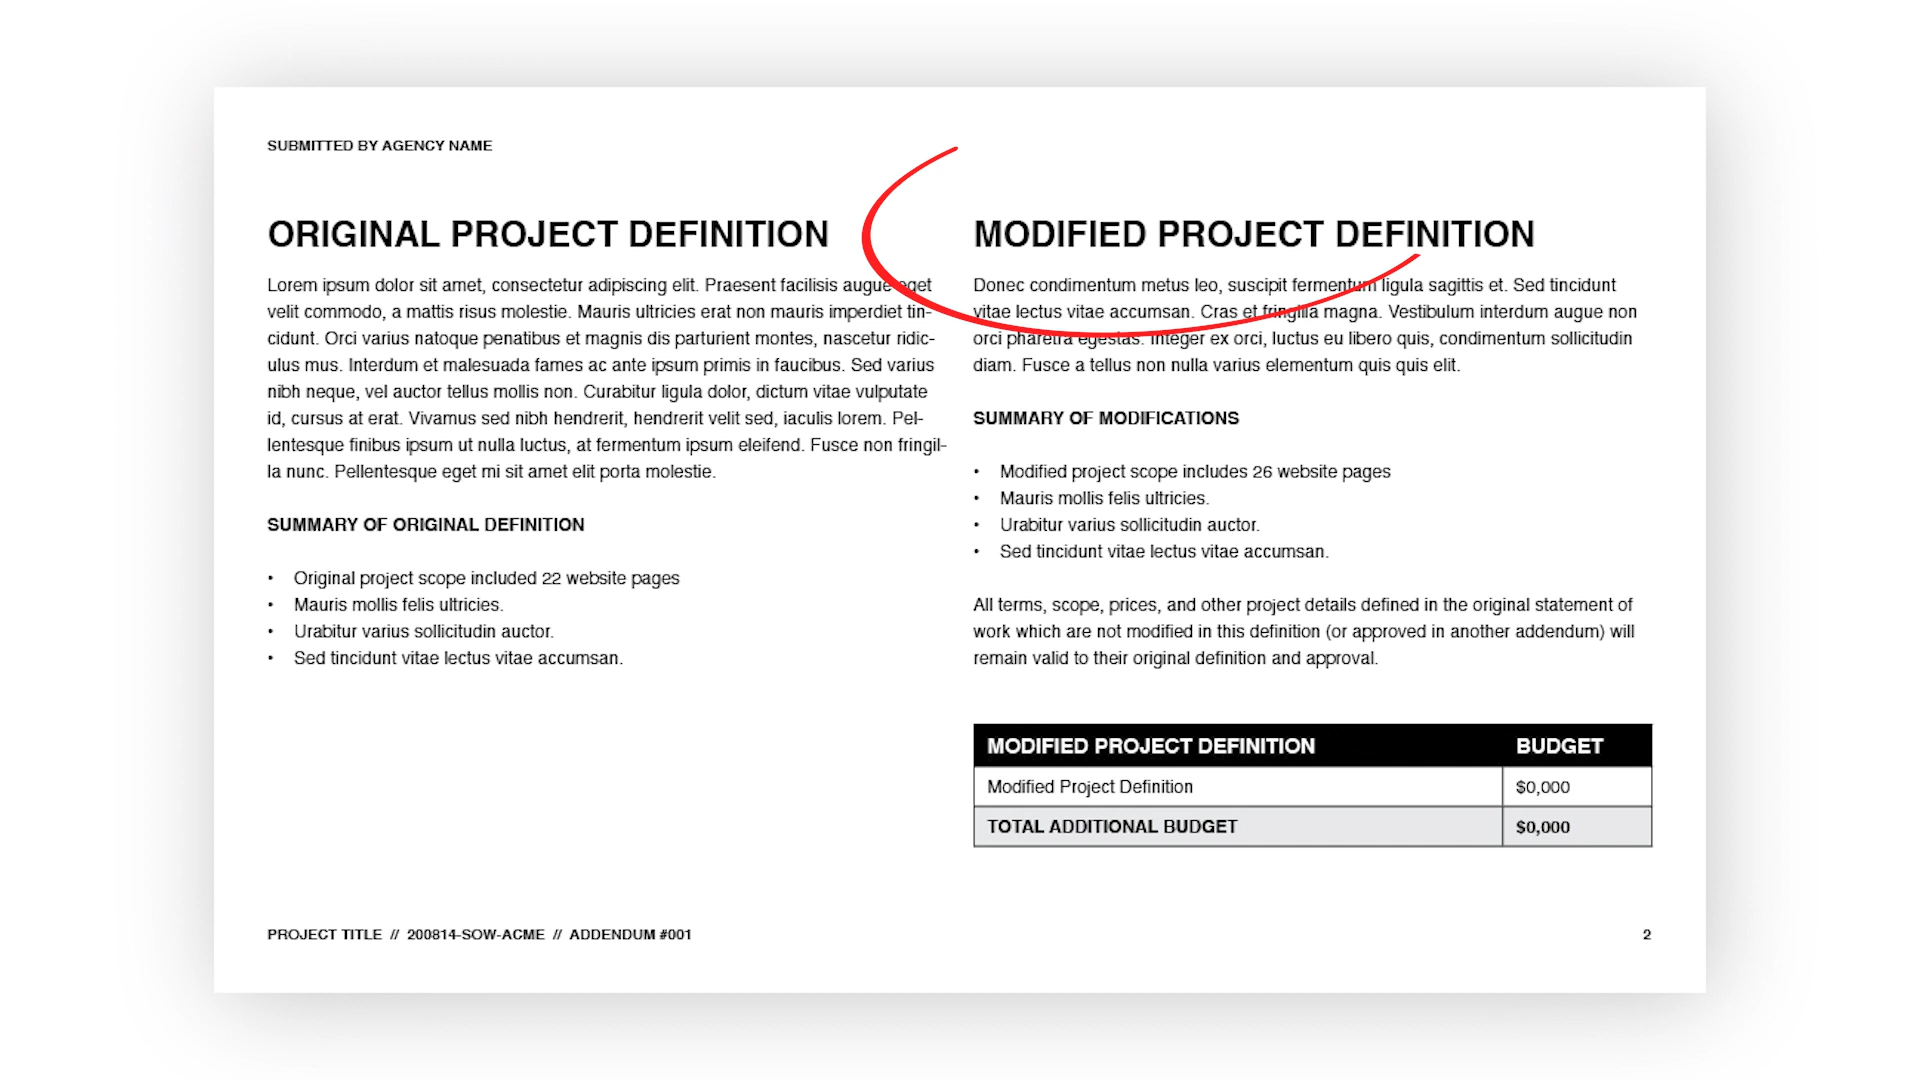 SUBMITTED BY AGENCY NAME
ORIGINAL PROJECT DEFINITION
Lorem ipsum dolor sit amet, consectetur adipiscing elit. Praesent facilisis augue eget
velit commodo, a mattis risus molestie. Mauris ultricies erat non mauris imperdiet tin-
cidunt. Orci varius natoque penatibus et magnis dis parturient montes, nascetur ridic-
ulus mus. Interdum et malesuada fames ac ante ipsum primis in faucibus. Sed varius
nibh neque, vel auctor tellus mollis non. Curabitur ligula dolor, dictum vitae vulputate
id, cursus at erat. Vivamus sed nibh hendrerit, hendrerit velit sed, iaculis lorem. Pel-
lentesque finibus ipsum ut nulla luctus, at fermentum ipsum eleifend. Fusce non fringil-
la nunc. Pellentesque eget mi sit amet elit porta molestie.
SUMMARY OF ORIGINAL DEFINITION
• Original project scope included 22 website pages
• Mauris mollis felis ultricies.
• Urabitur varius sollicitudin auctor.
• Sed tincidunt vitae lectus vitae accumsan.
MODIFIED PROJECT DEFINITION
Donec condimentum metus leo, suscipit fermentum ligula sagittis et. Sed tincidunt
vitae lectus vitae accumsan. Cras et fringilla magna. Vestibulum interdum augue non
orci pharetra egestas. Integer ex orci, luctus eu libero quis, condimentum sollicitudin
diam. Fusce a tellus non nulla varius elementum quis quis elit.
SUMMARY OF MODIFICATIONS
• Modified project scope includes 26 website pages
• Mauris mollis felis ultricies.
• Urabitur varius sollicitudin auctor.
• Sed tincidunt vitae lectus vitae accumsan.
All terms, scope, prices, and other project details defined in the original statement of
work which are not modified in this definition (or approved in another addendum) will
remain valid to their original definition and approval.
MODIFIED PROJECT DEFINITION BUDGET
Modified Project Definition $0,000
TOTAL ADDITIONAL BUDGET $0,000
PROJECT TITLE // 200814-SOW-ACME // ADDENDUM #001
2